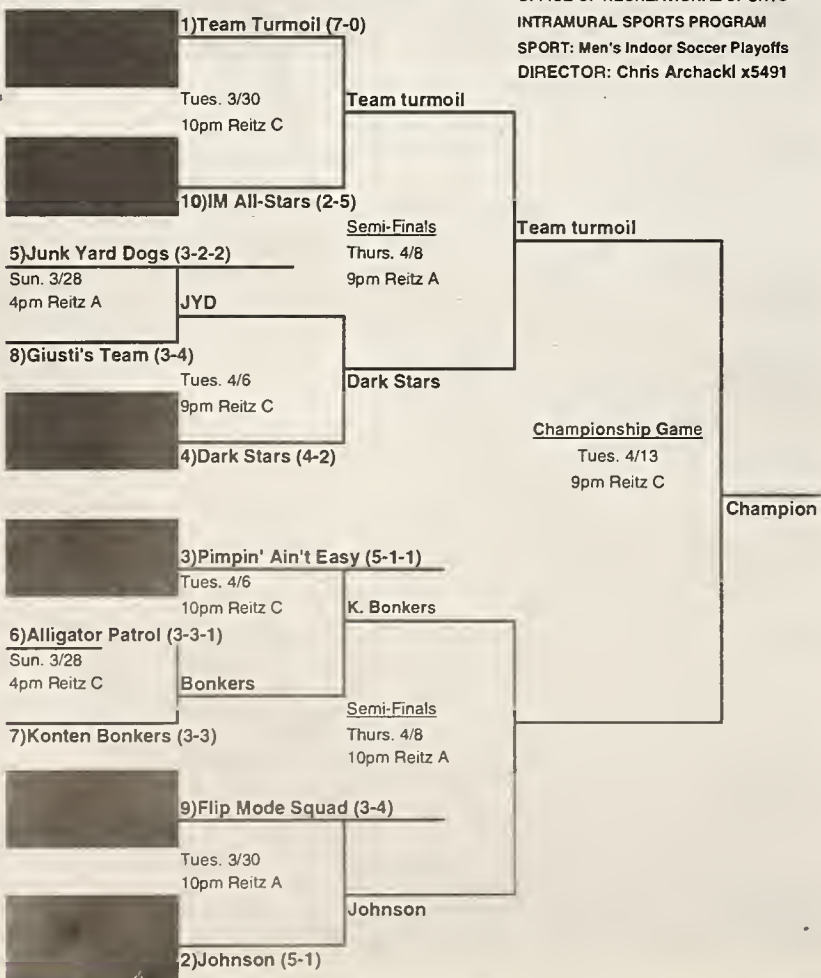 INTRAMURAL SPORTS PROGRAM
SPORT: Men's Indoor Soccer Playoffs
DIRECTOR: Chris Archackl x5491
1)Team Turmoil (7-0)
Tues. 3/30
10pm Reitz C
Team turmoil
10)IM All-Stars (2-5)
Semi-Finals
Thurs. 4/8
9pm Reitz A
Team turmoil
5)Junk Yard Dogs (3-2-2)
Sun. 3/28
4pm Reitz A
JYD
8)Giusti's Team (3-4)
Tues. 4/6
9pm Reitz C
Dark Stars
4)Dark Stars (4-2)
Championship Game
Tues. 4/13
9pm Reitz C
Champion
3)Pimpin' Ain't Easy (5-1-1)
Tues. 4/6
10pm Reitz C
K. Bonkers
6)Alligator Patrol (3-3-1)
Sun. 3/28
4pm Reitz C
Bonkers
7)Konten Bonkers (3-3)
Semi-Finals
Thurs. 4/8
10pm Reitz A
9)Flip Mode Squad (3-4)
Tues. 3/30
10pm Reitz A
Johnson
2)Johnson (5-1)